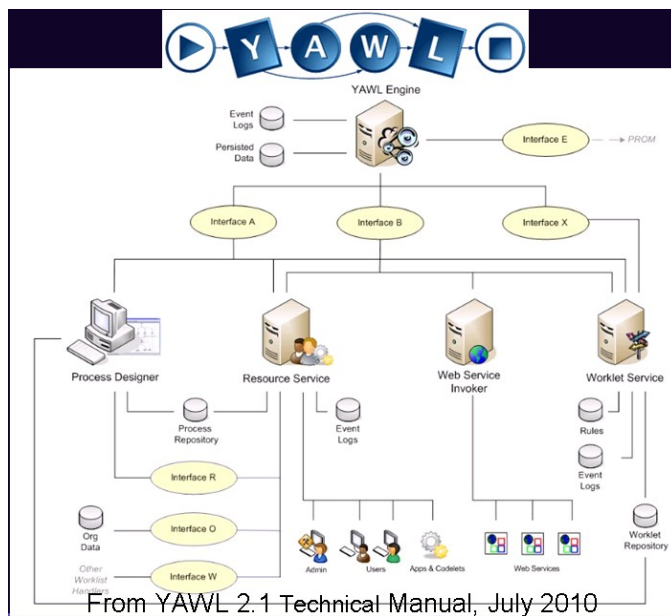 YAWL
YAWL Engine
Event
Logs
Persisted
Data
Interface E
PROM
Interface A
Interface B
Interface X
Process Designer
Resource Service
Web Service
Invoker
Worklet Service
Process
Repository
Event
Logs
Rules
Event
Logs
Interface R
Org
Data
Interface O
Admin
Users
Apps & Codelets
Web Services
Worklet
Repository
Other
Worklist
Handlers
Interface W
From YAWL 2.1 Technical Manual, July 2010